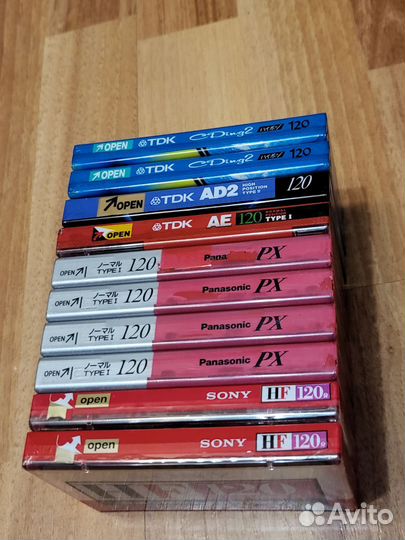 OPEN TDK CDing2 ハイポジ 120
OPEN TDK CDing2 ハイポジ 120
OPEN TDK AD2 HIGH POSITION TYPE II 120
OPEN TDK AE 120 TYPE I
OPEN ノーマル TYPE I 120 Pana PX
OPEN ノーマル TYPE I 120 Panasonic PX
OPEN ノーマル TYPE I 120 Panasonic PX
OPEN ノーマル TYPE I 120 Panasonic PX
open SONY HF 120
open SONY HF 120
Avito